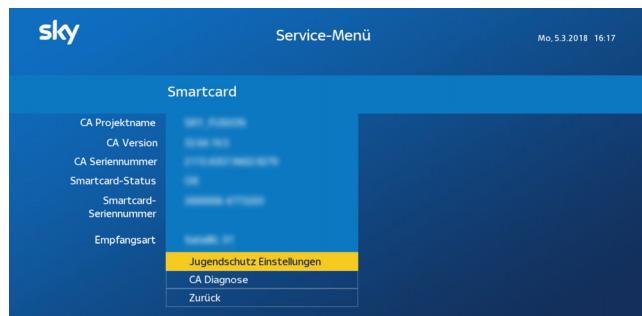 sky
Service-Menü
Mo, 5.3.2018 16:17
Smartcard
CA Projektname
CA Version
CA Seriennummer
Smartcard-Status
Smartcard-
Seriennummer
Empfangsart
Jugendschutz Einstellungen
CA Diagnose
Zurück